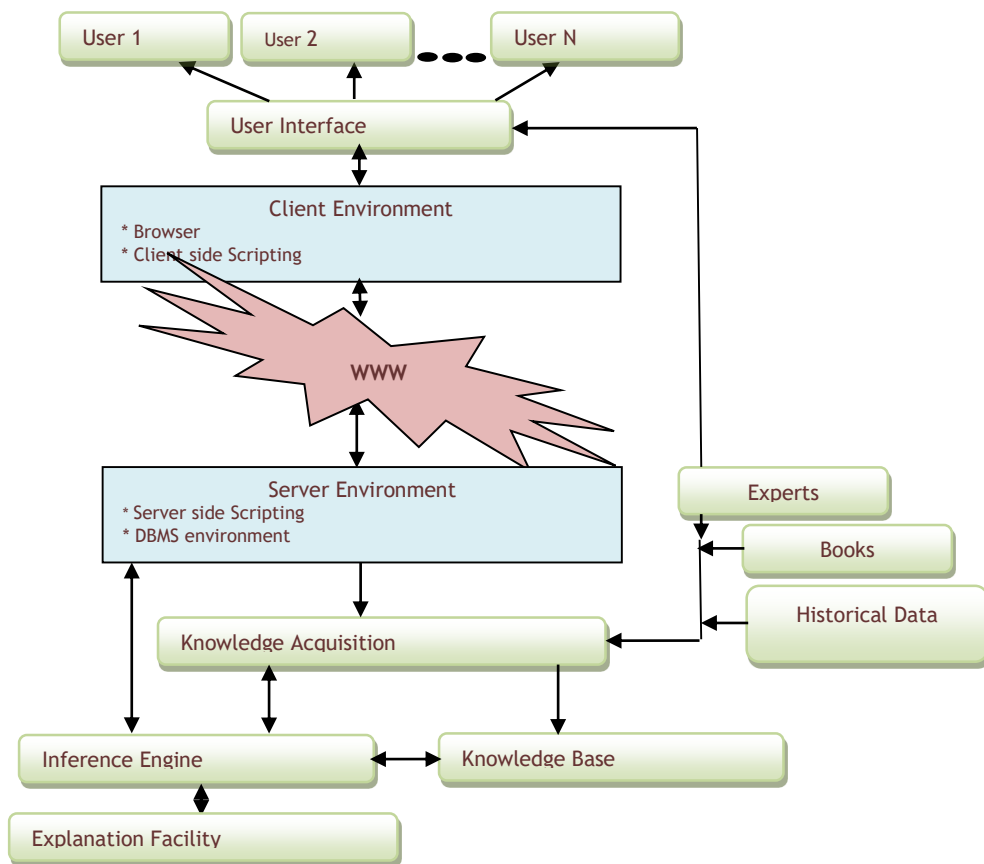 User 1
User 2
User N
User Interface
Client Environment
* Browser
* Client side Scripting
WWW
Server Environment
* Server side Scripting
* DBMS environment
Experts
Books
Historical Data
Knowledge Acquisition
Inference Engine
Knowledge Base
Explanation Facility